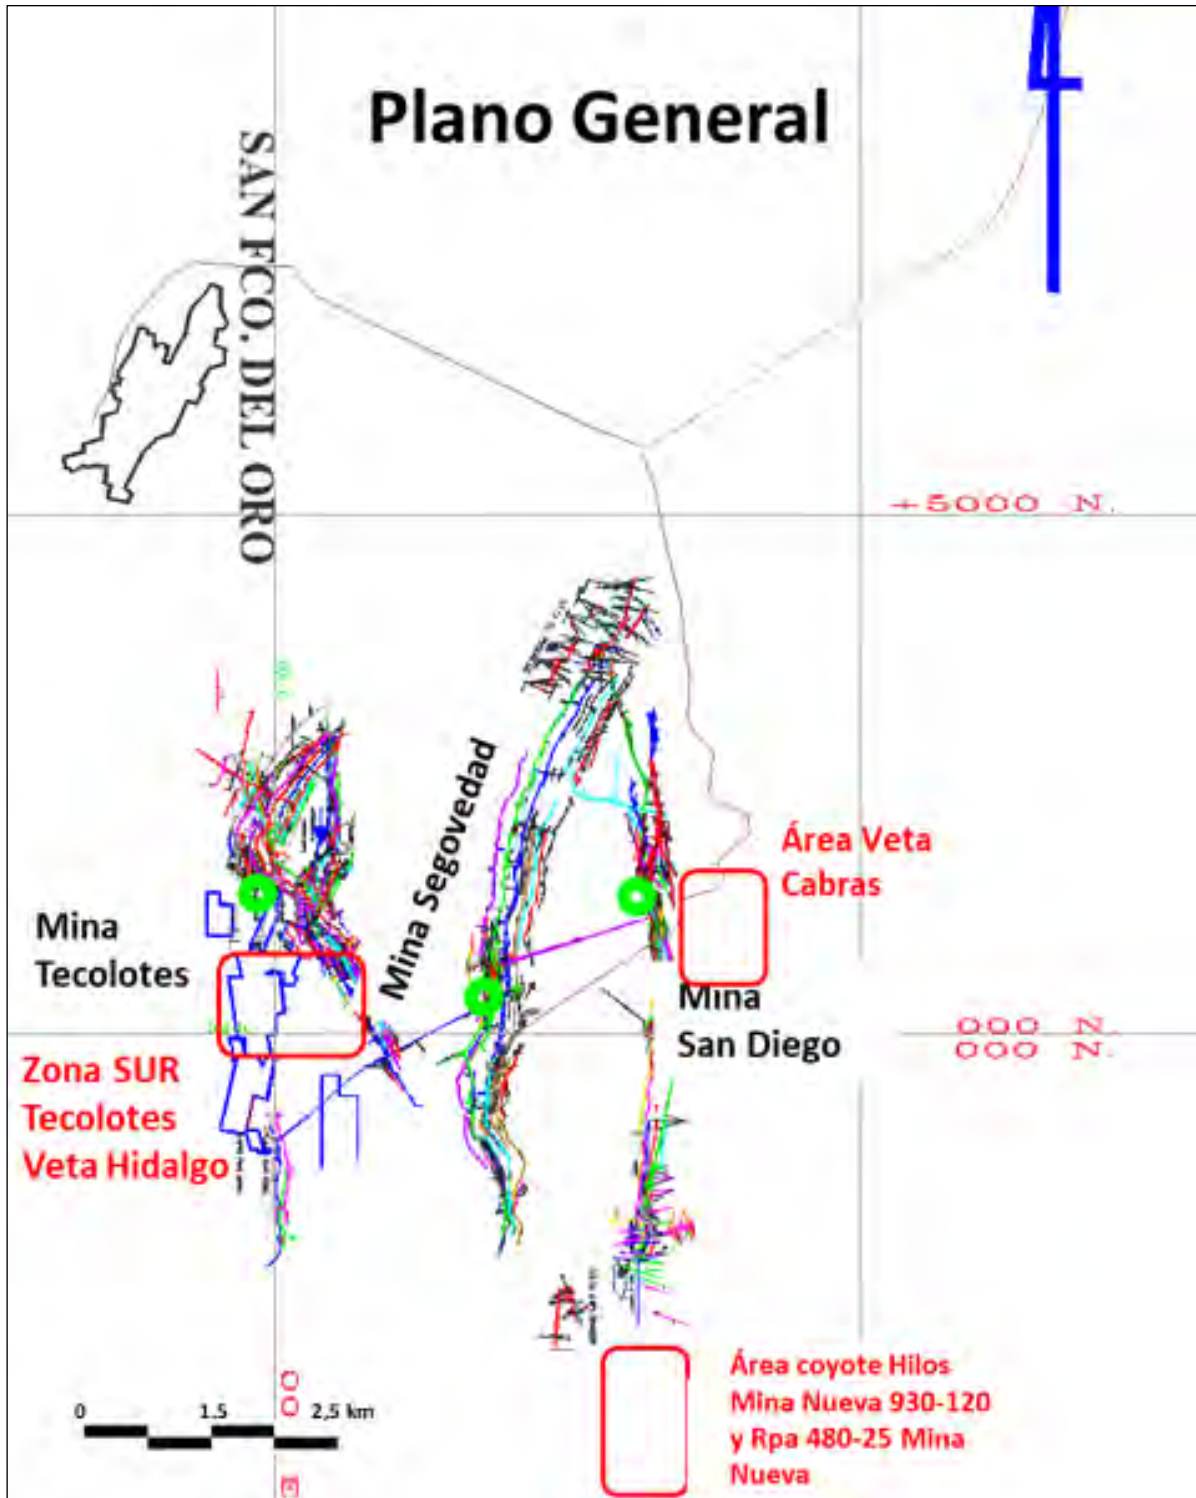 Plano General
SAN FCO. DEL ORO
+5000 N.
Mina Segovedad
Área Veta
Cabras
Mina
Tecolotes
Mina
San Diego
Zona SUR
Tecolotes
Veta Hidalgo
000 N.
000 N.
00 E
0 1.5 2,5 km
Área coyote Hilos
Mina Nueva 930-120
y Rpa 480-25 Mina
Nueva